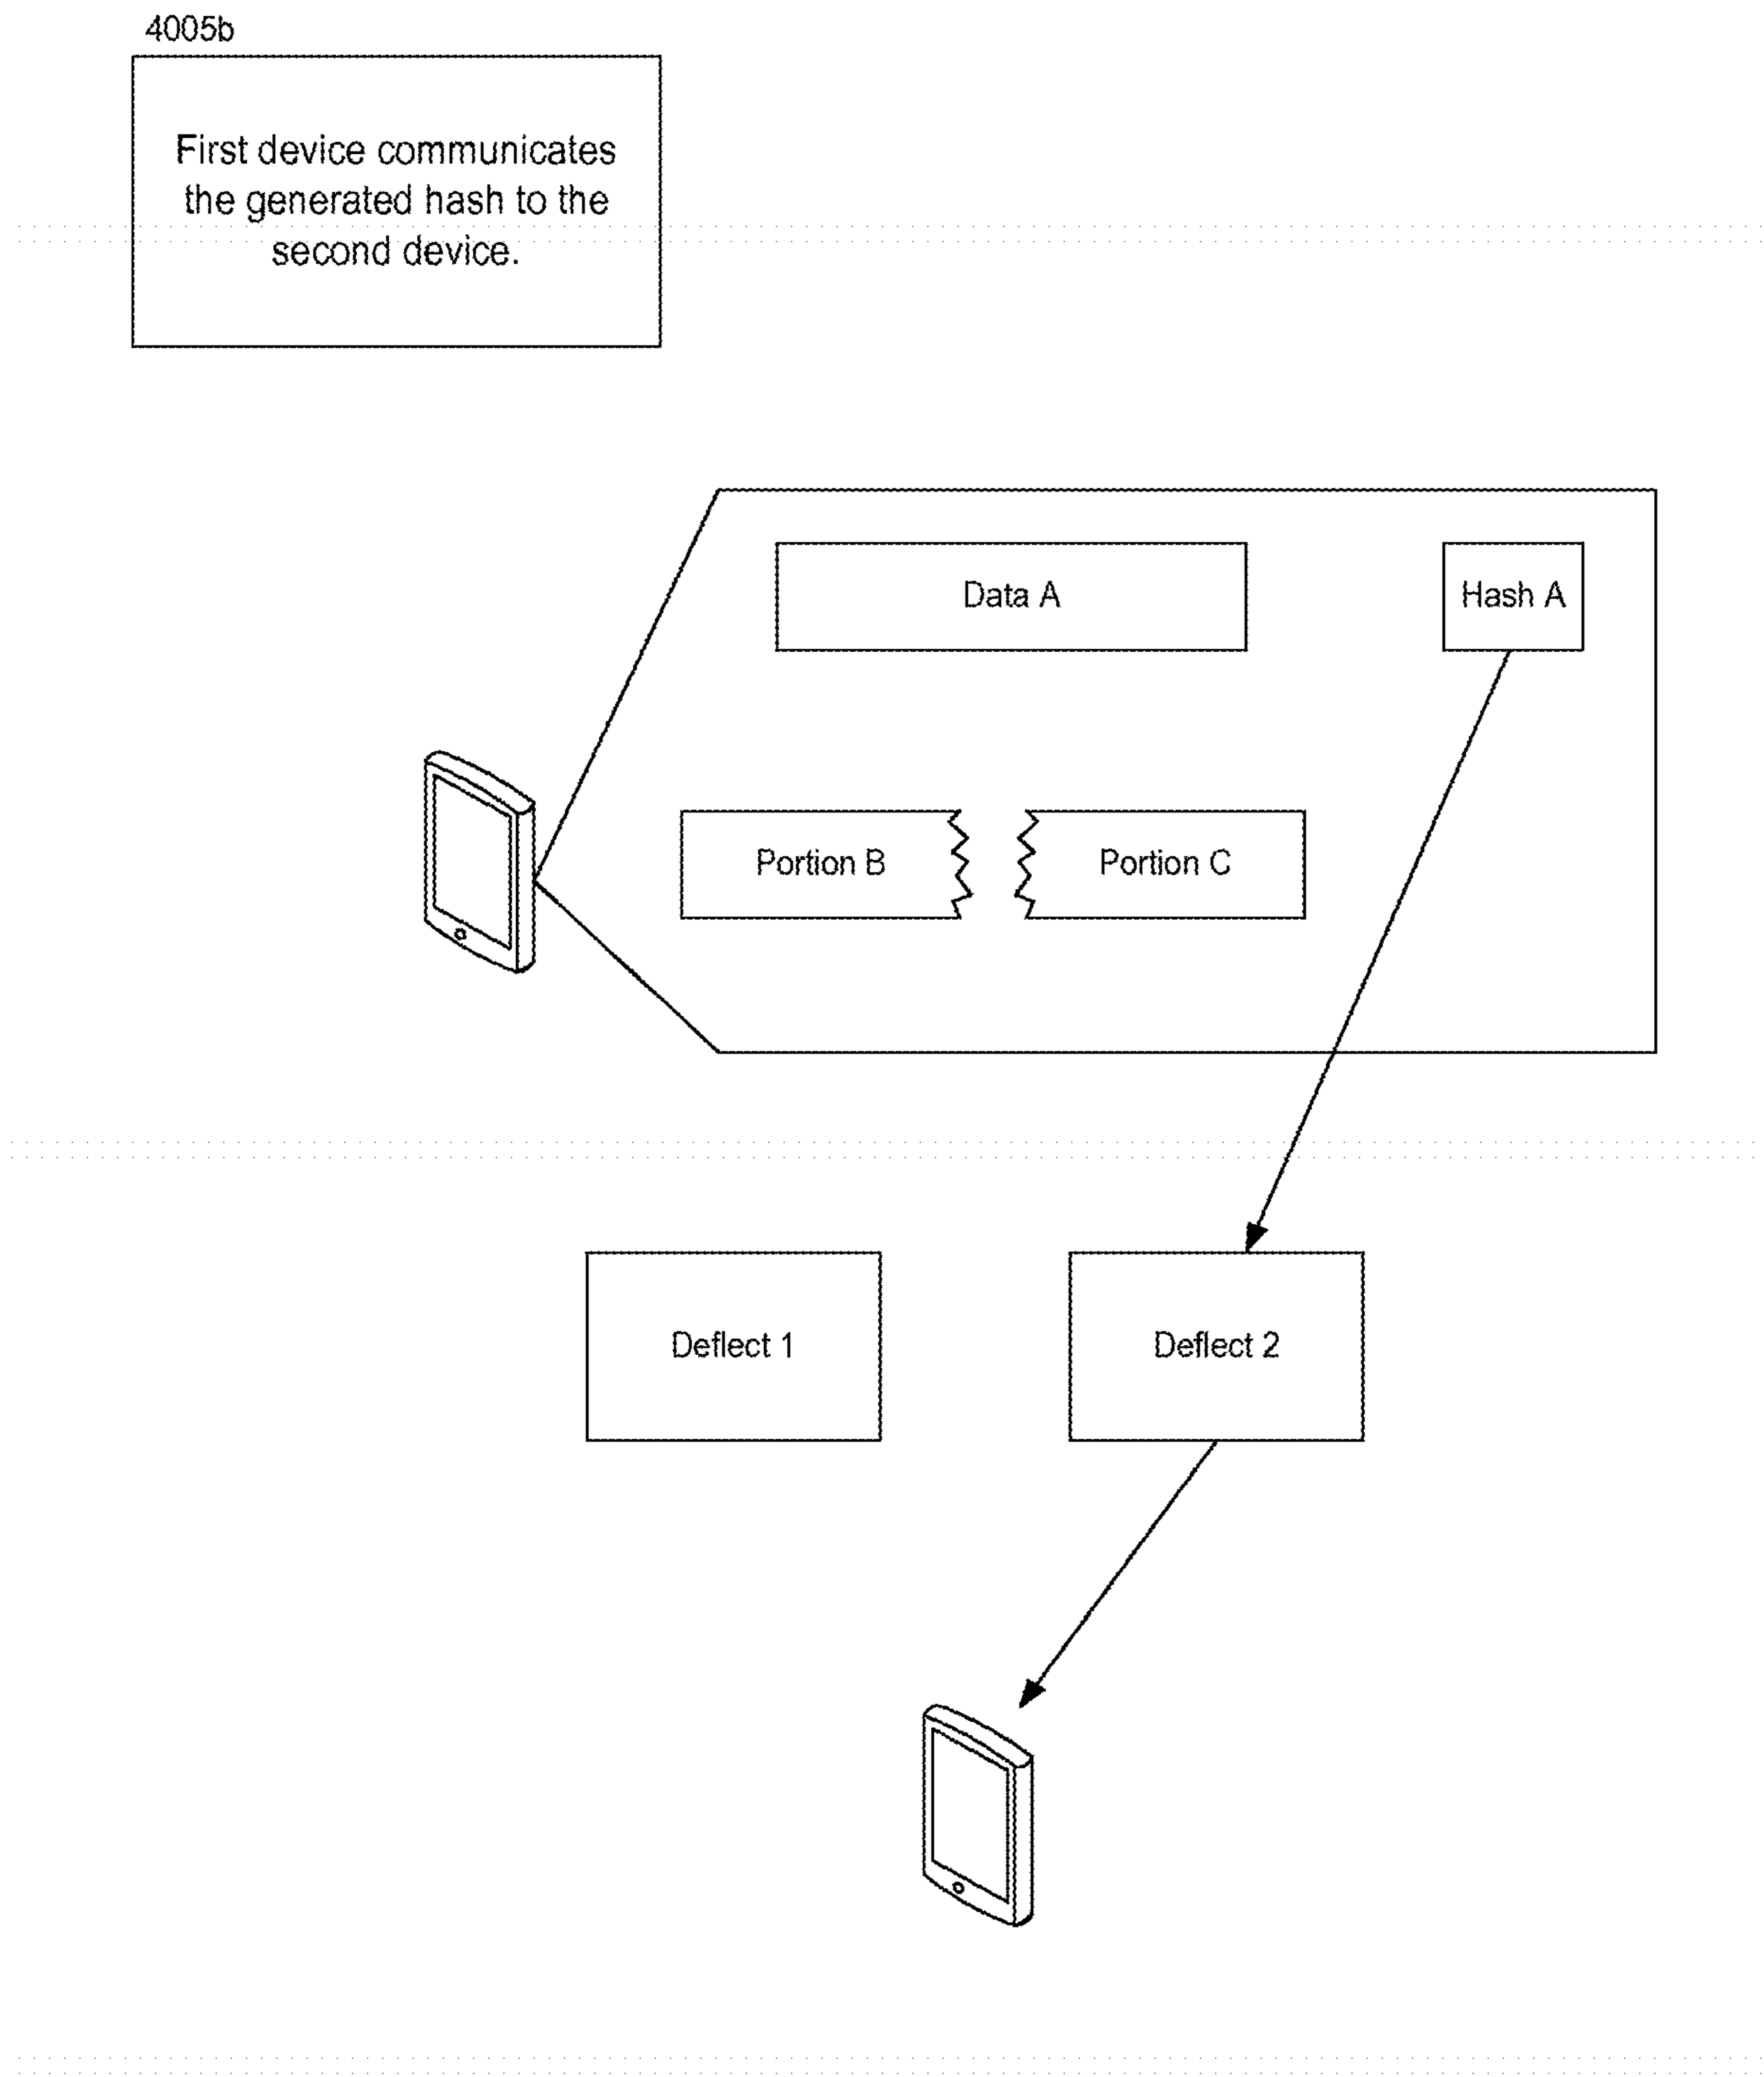 4005b
First device communicates
the generated hash to the
second device.
Data A
Hash A
Portion B
Portion C
Deflect 1
Deflect 2